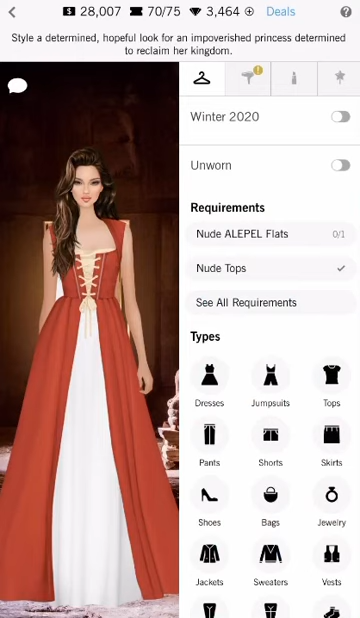 28,007 70/75 3,464 Deals
Style a determined, hopeful look for an impoverished princess determined
to reclaim her kingdom.
Winter 2020
Unworn
Requirements
Nude ALEPEL Flats 0/1
Nude Tops
See All Requirements
Types
Dresses Jumpsuits Tops
Pants Shorts Skirts
Shoes Bags Jewelry
Jackets Sweaters Vests